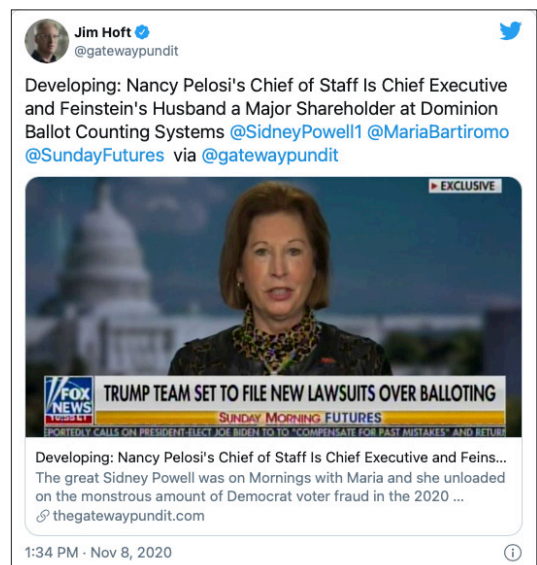 Jim Hoft
@gatewaypundit
Developing: Nancy Pelosi's Chief of Staff Is Chief Executive
and Feinstein's Husband a Major Shareholder at Dominion
Ballot Counting Systems @SidneyPowell1 @MariaBartiromo
@SundayFutures via @gatewaypundit
EXCLUSIVE
FOX
NEWS
TRUMP TEAM SET TO FILE NEW LAWSUITS OVER BALLOTING
SUNDAY MORNING FUTURES
EPORTEDLY CALLS ON PRESIDENT-ELECT JOE BIDEN TO TO "COMPENSATE FOR PAST MISTAKES" AND RETUR
Developing: Nancy Pelosi's Chief of Staff Is Chief Executive and Feins...
The great Sidney Powell was on Mornings with Maria and she unloaded
on the monstrous amount of Democrat voter fraud in the 2020 ...
thegatewaypundit.com
1:34 PM · Nov 8, 2020